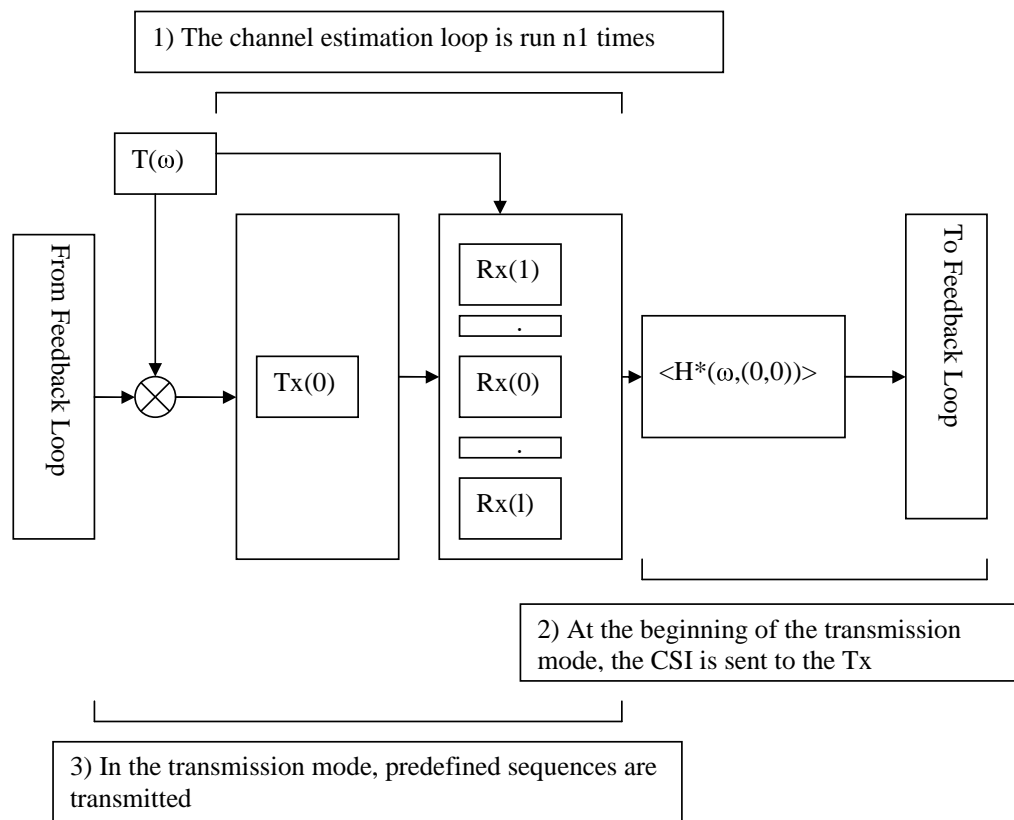 1) The channel estimation loop is run n1 times
T(ω)
From Feedback Loop
Tx(0)
Rx(1)
.
Rx(0)
.
Rx(l)
<H*(ω,(0,0))>
To Feedback Loop
2) At the beginning of the transmission
mode, the CSI is sent to the Tx
3) In the transmission mode, predefined sequences are
transmitted